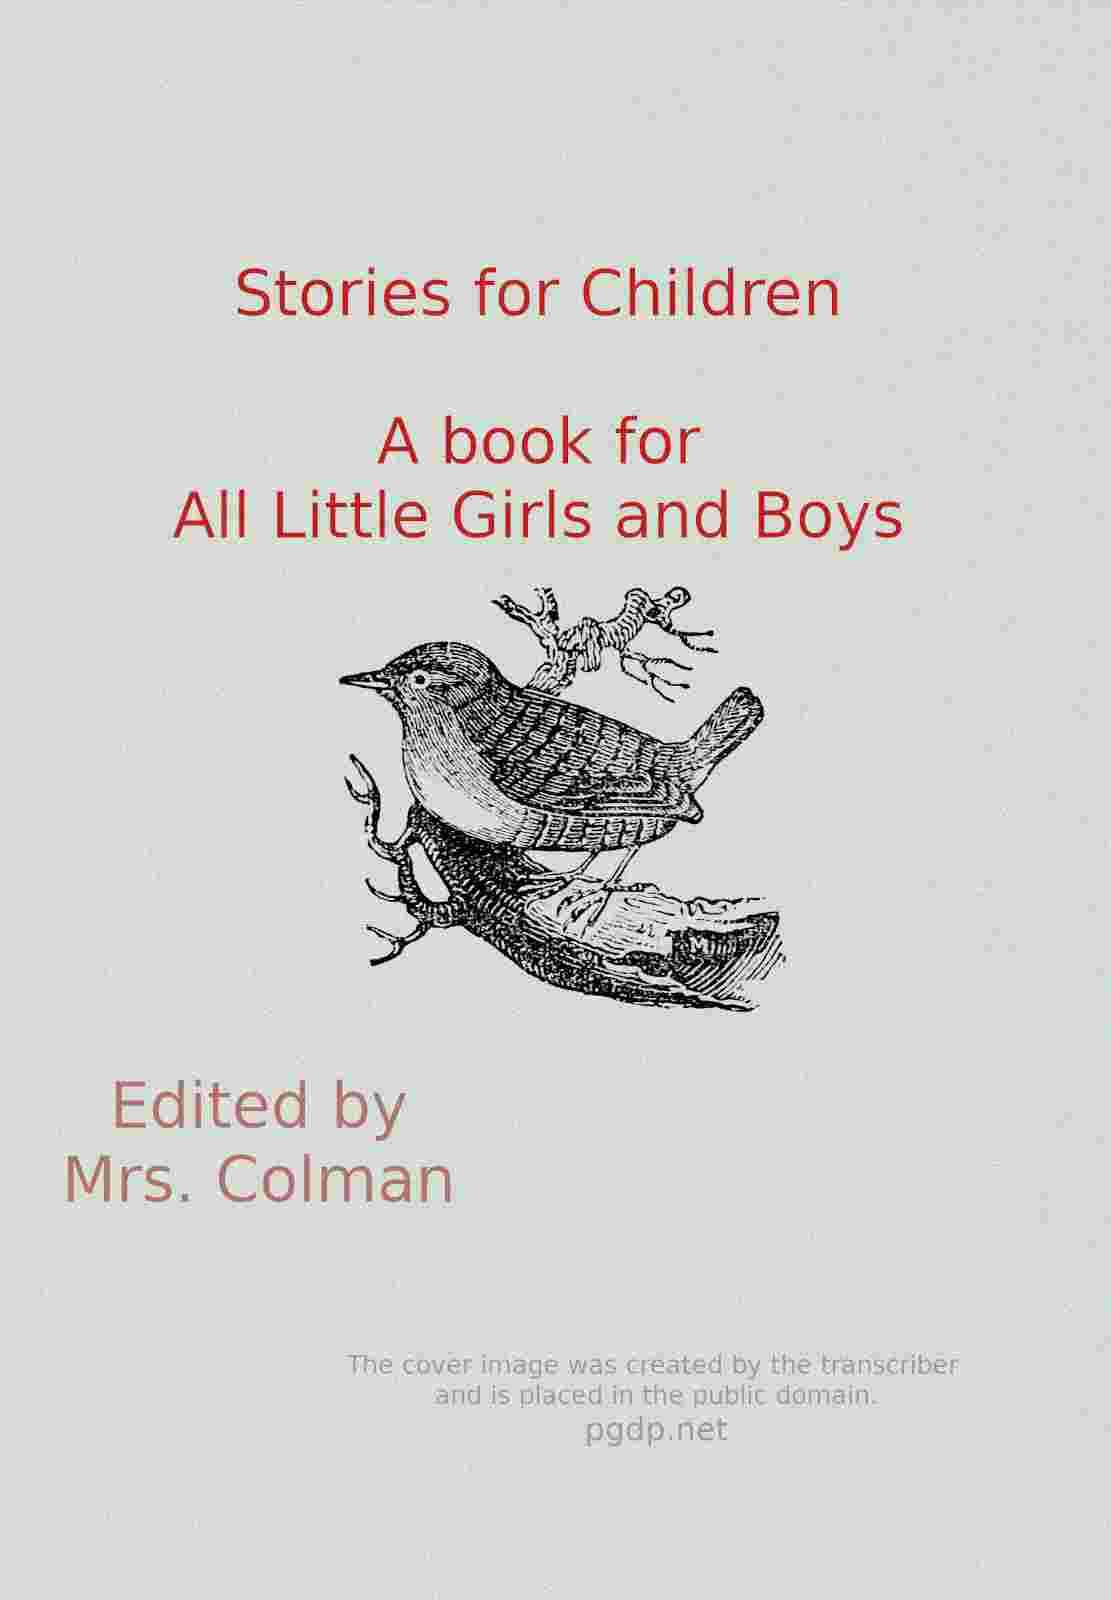 Stories for Children
A book for
All Little Girls and Boys
Edited by
Mrs. Colman
The cover image was created by the transcriber
and is placed in the public domain.
pgdp.net